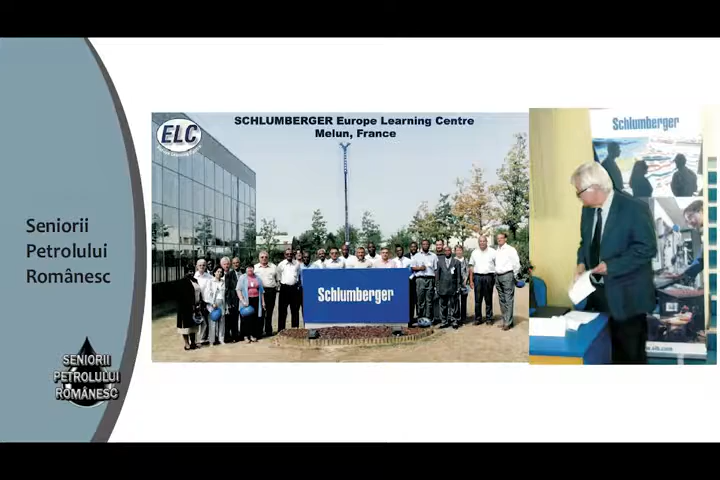 Seniorii
Petrolului
Românesc
SENIORII
PETROLULUI
ROMÂNESC
ELC
SCHLUMBERGER Europe Learning Centre
Melun, France
Schlumberger
Schlumberger